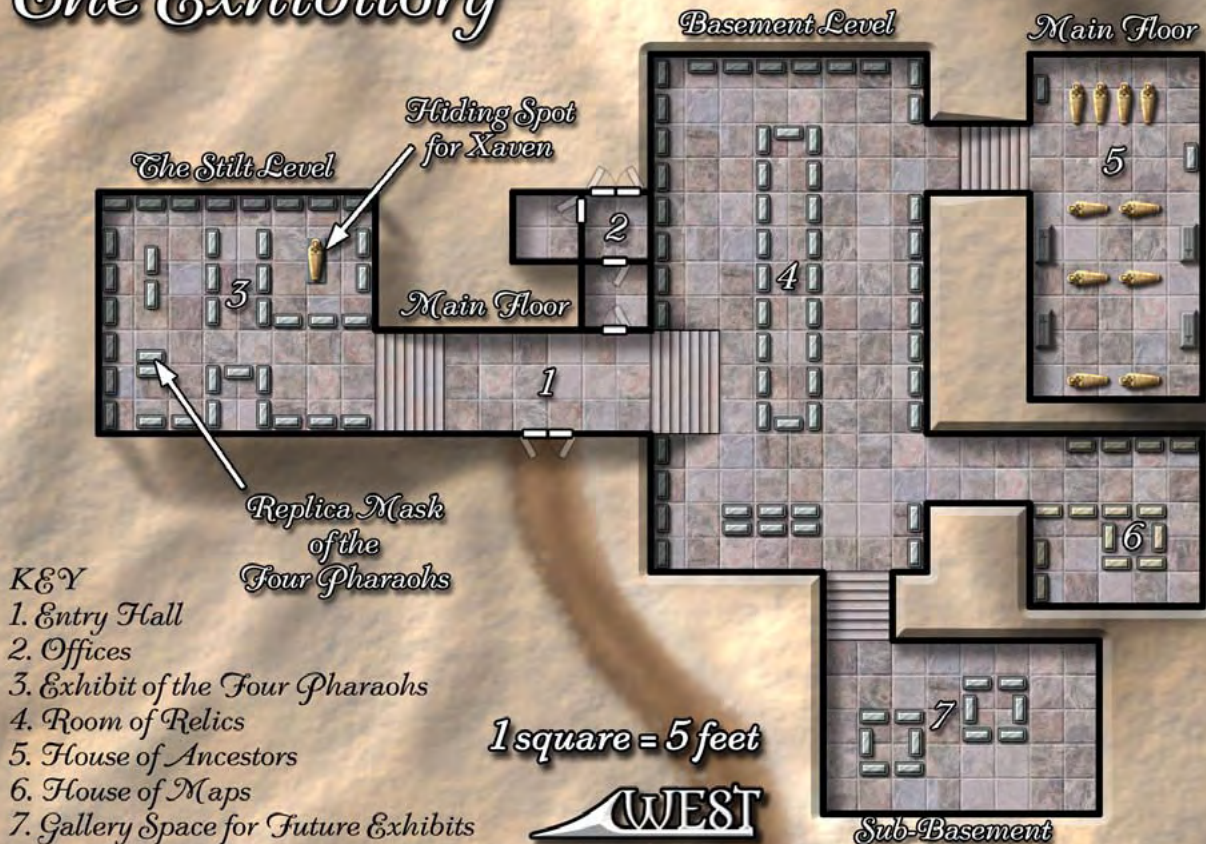 The Exhibitory
Basement Level
Main Floor
Hiding Spot
for Xaven
The Stilt Level
5
2
3
4
Main Floor
1
Replica Mask
of the
Four Pharaohs
6
KEY
1. Entry Hall
2. Offices
3. Exhibit of the Four Pharaohs
4. Room of Relics
5. House of Ancestors
6. House of Maps
7. Gallery Space for Future Exhibits
7
1 square = 5 feet
WEST
Sub-Basement